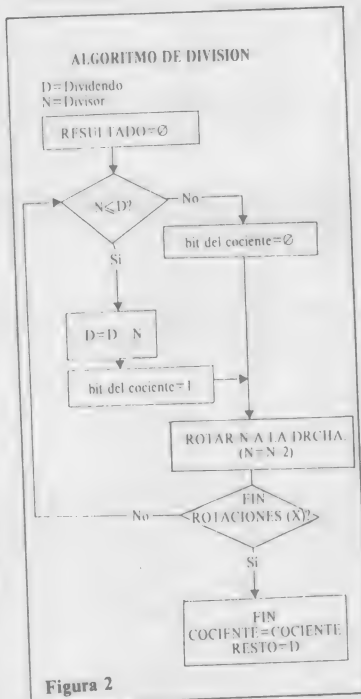 ALGORITMO DE DIVISION
D=Dividendo
N=Divisor
RESULTADO=Ø
N⩽D?
No
Si
bit del cociente=Ø
D=D N
bit del cociente=1
ROTAR N A LA DRCHA.
(N=N 2)
FIN
ROTACIONES (X)?
No
Si
FIN
COCIENTE=COCIENTE
RESTO=D
Figura 2